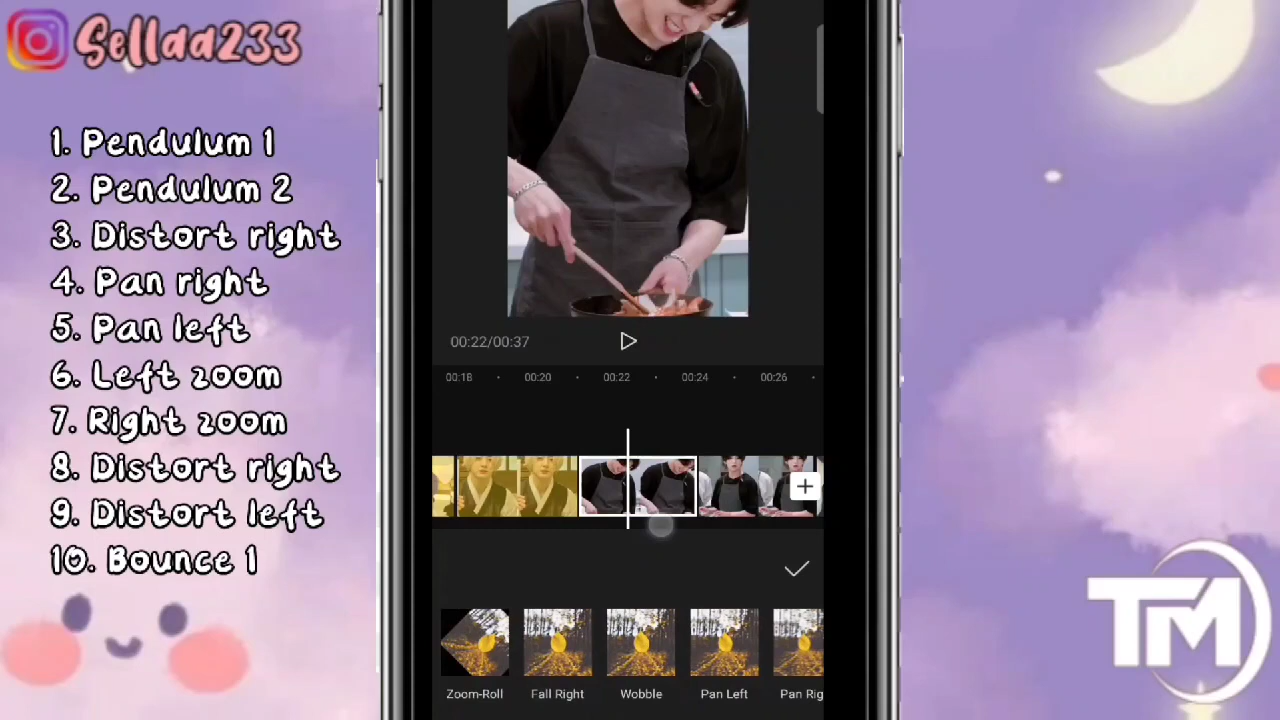 Sellaa233
1. Pendulum 1
2. Pendulum 2
3. Distort right
4. Pan right
5. Pan left
6. Left zoom
7. Right zoom
8. Distort right
9. Distort left
10. Bounce 1
00:22/00:37
00:18 00:20 00:22 00:24 00:26
Zoom-Roll Fall Right Wobble Pan Left Pan Rig
TM